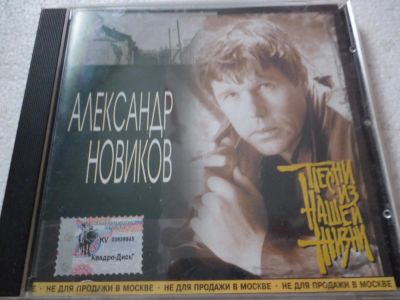 АЛЕКСАНДР
НОВИКОВ
ПЕСНИ
ИЗ
НАШЕЙ
ЖИЗНИ
KV
"Квадро-Диск"
НЕ ДЛЯ ПРОДАЖИ В МОСКВЕ · НЕ ДЛЯ ПРОДАЖИ В МОСКВЕ · НЕ ДЛЯ ПРОДАЖИ В МОСКВЕ